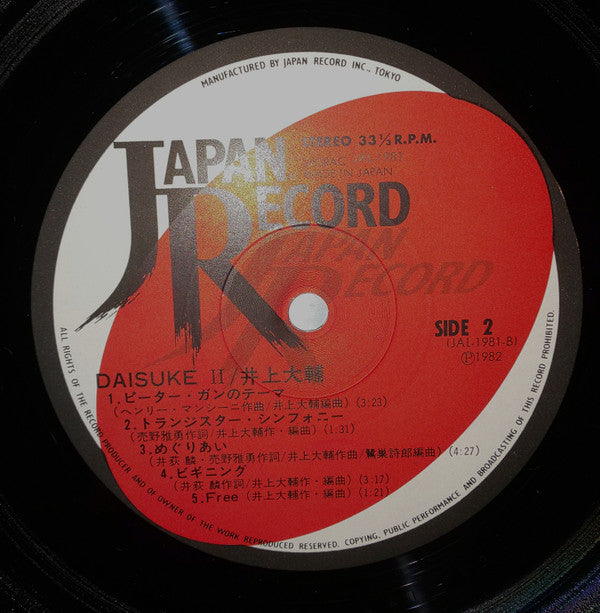 MANUFACTURED BY JAPAN RECORD INC., TOKYO
STEREO 33 1/3 R.P.M.
MADE IN JAPAN
JAPAN
RECORD
JAPAN
RECORD
SIDE 2
(JAL-1981-B)
Ⓟ1982
DAISUKE II/井上大輔
1.ピーター・ガンのテーマ
(ヘンリー・マンシーニ作曲/井上大輔編曲) (3:23)
2.トランジスター・シンフォニー
(売野雅勇作詞/井上大輔作・編曲) (1:31)
3.めぐりあい
(井荻 麟・売野雅勇作詞/井上大輔作・編曲/鷺巣詩郎編曲) (4:27)
4.ビギニング
(井荻 麟作詞/井上大輔作・編曲) (3:17)
5.Free (井上大輔作・編曲) (1:21)
ALL RIGHTS OF THE RECORD PRODUCER AND OF OWNER OF THE WORK REPRODUCED RESERVED. COPYING, PUBLIC PERFORMANCE AND BROADCASTING OF THIS RECORD PROHIBITED.